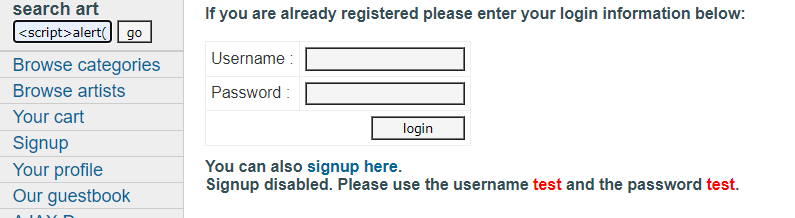 search art
<script>alert(
go
Browse categories
Browse artists
Your cart
Signup
Your profile
Our guestbook
If you are already registered please enter your login information below:
Username :
Password :
login
You can also signup here.
Signup disabled. Please use the username test and the password test.